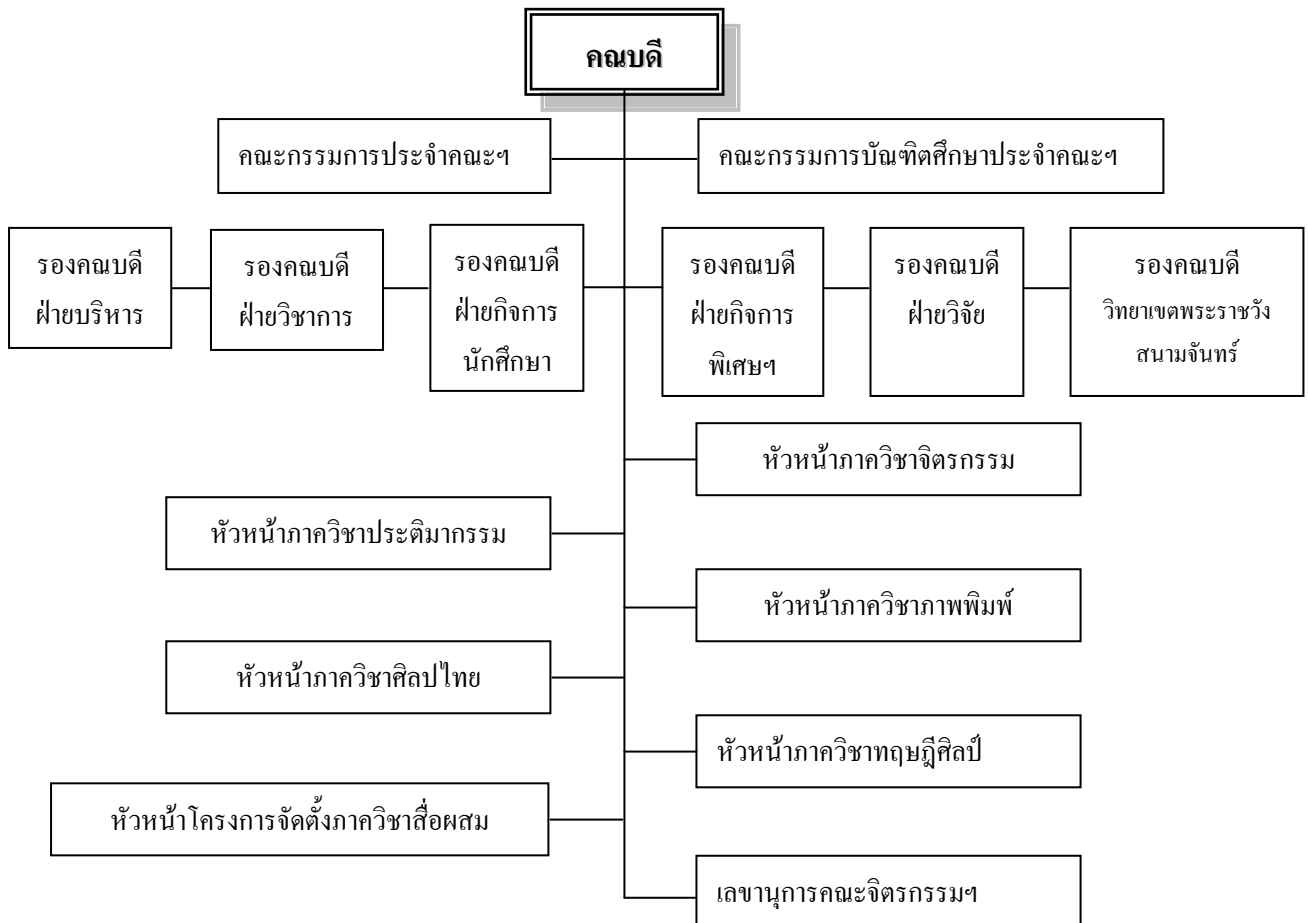 คณบดี
คณะกรรมการประจำคณะฯ
คณะกรรมการบัณฑิตศึกษาประจำคณะฯ
รองคณบดี
ฝ่ายบริหาร
รองคณบดี
ฝ่ายวิชาการ
รองคณบดี
ฝ่ายกิจการ
นักศึกษา
รองคณบดี
ฝ่ายกิจการ
พิเศษฯ
รองคณบดี
ฝ่ายวิจัย
รองคณบดี
วิทยาเขตพระราชวัง
สนามจันทร์
หัวหน้าภาควิชาจิตรกรรม
หัวหน้าภาควิชาประติมากรรม
หัวหน้าภาควิชาภาพพิมพ์
หัวหน้าภาควิชาศิลปไทย
หัวหน้าภาควิชาทฤษฎีศิลป์
หัวหน้าโครงการจัดตั้งภาควิชาสื่อผสม
เลขานุการคณะจิตรกรรมฯ